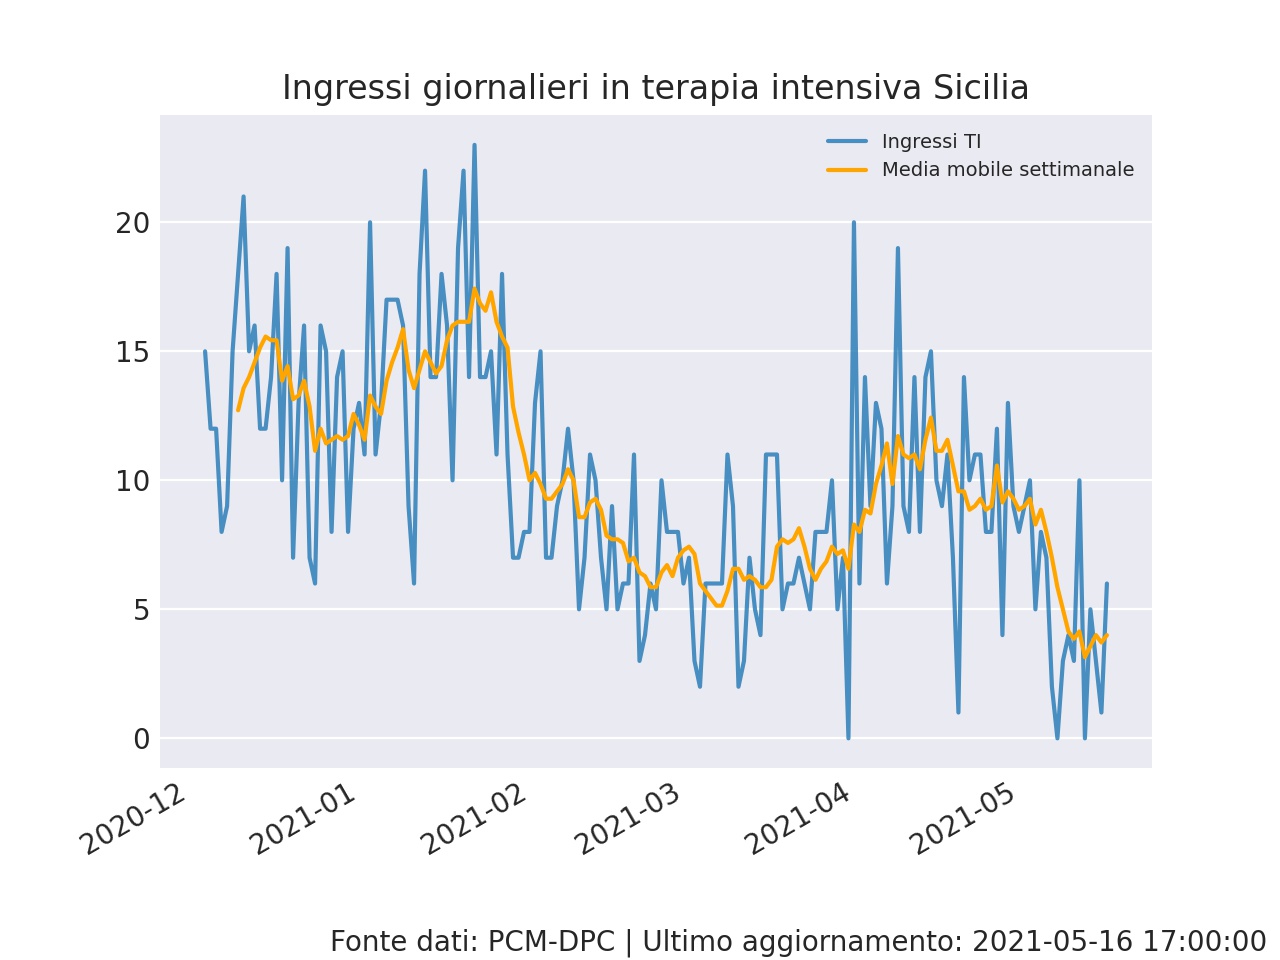 Ingressi giornalieri in terapia intensiva Sicilia
Ingressi TI
Media mobile settimanale
20
15
10
5
0
2020-12
2021-01
2021-02
2021-03
2021-04
2021-05
Fonte dati: PCM-DPC | Ultimo aggiornamento: 2021-05-16 17:00:00